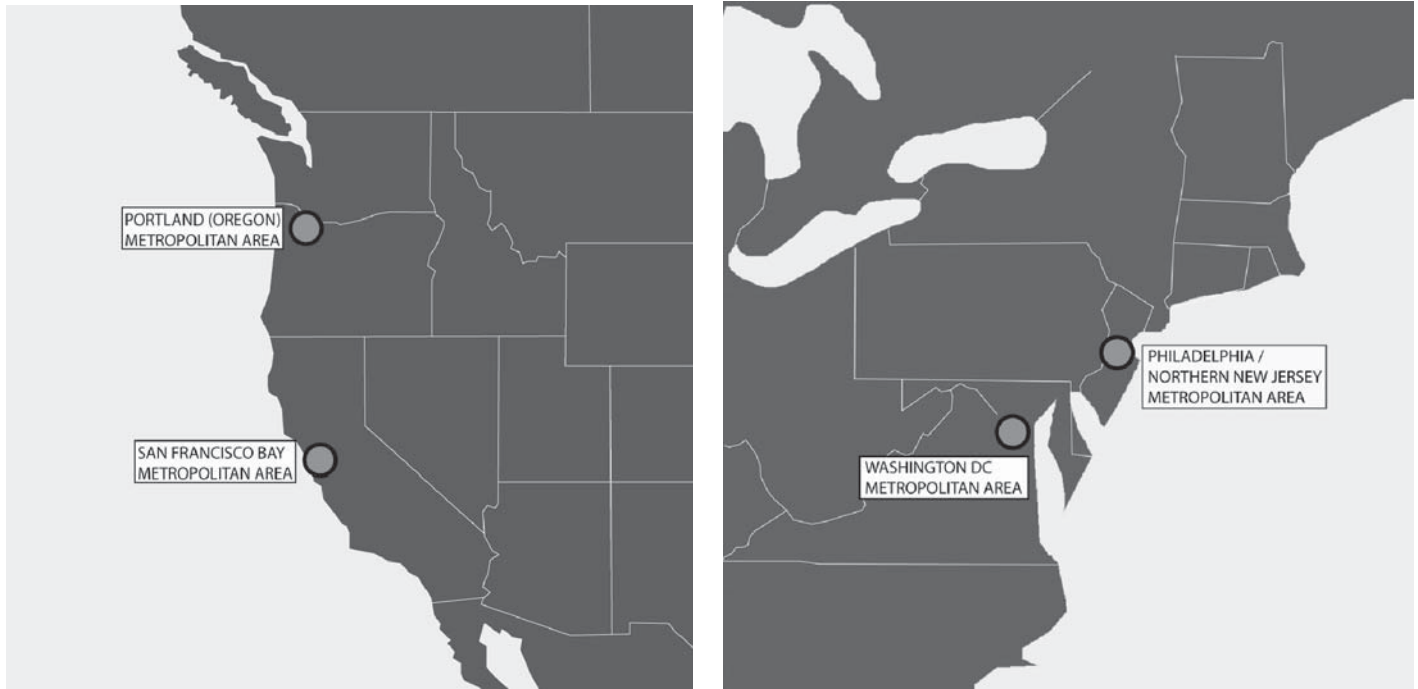 PORTLAND (OREGON)
METROPOLITAN AREA
SAN FRANCISCO BAY
METROPOLITAN AREA
PHILADELPHIA /
NORTHERN NEW JERSEY
METROPOLITAN AREA
WASHINGTON DC
METROPOLITAN AREA